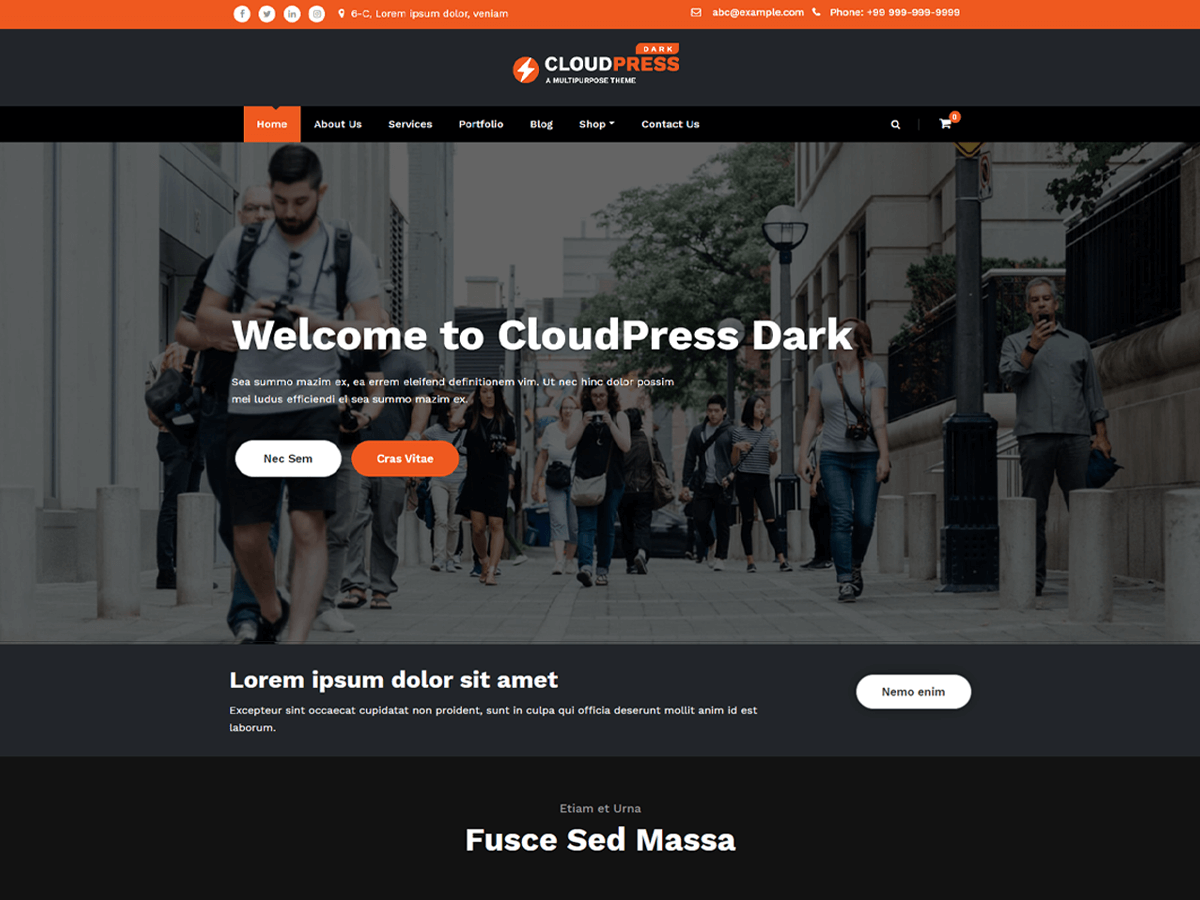 6-C, Lorem ipsum dolor, veniam
abc@example.com Phone: +99 999-999-9999
DARK
CLOUDPRESS
A MULTIPURPOSE THEME
Home About Us Services Portfolio Blog Shop Contact Us 0
Welcome to CloudPress Dark
Sea summo mazim ex, ea errem eleifend definitionem vim. Ut nec hinc dolor possim
mei ludus efficiendi ei sea summo mazim ex.
Nec Sem Cras Vitae
Lorem ipsum dolor sit amet
Excepteur sint occaecat cupidatat non proident, sunt in culpa qui officia deserunt mollit anim id est
laborum.
Nemo enim
Etiam et Urna
Fusce Sed Massa